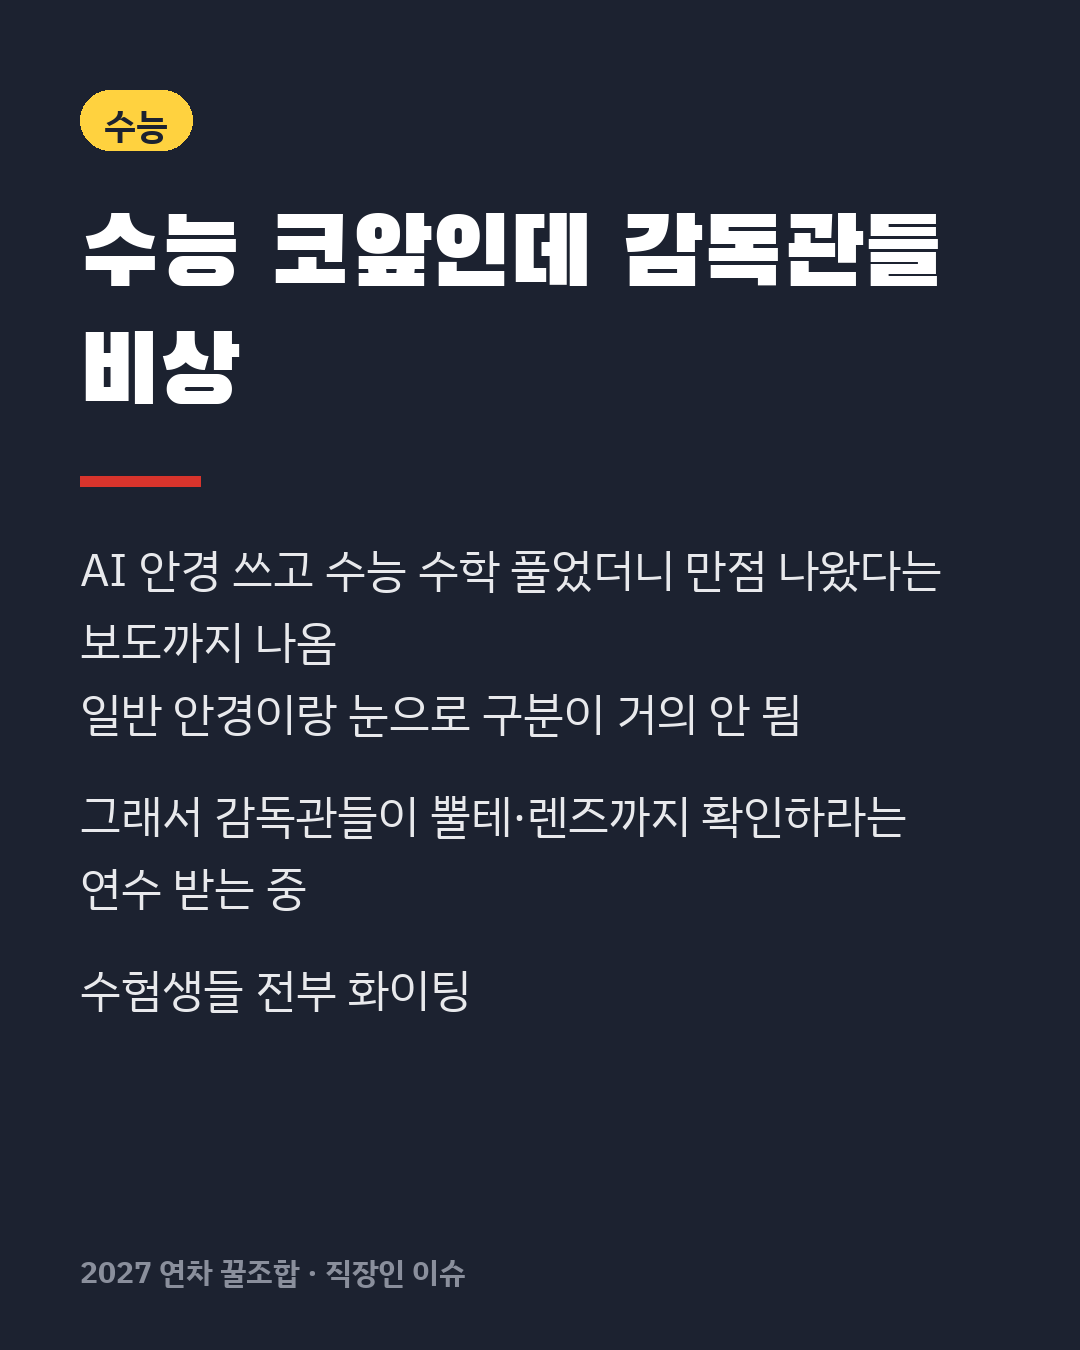 수능
수능 코앞인데 감독관들
비상
AI 안경 쓰고 수능 수학 풀었더니 만점 나왔다는
보도까지 나옴
일반 안경이랑 눈으로 구분이 거의 안 됨
그래서 감독관들이 뿔테·렌즈까지 확인하라는
연수 받는 중
수험생들 전부 화이팅
2027 연차 꿀조합 · 직장인 이슈